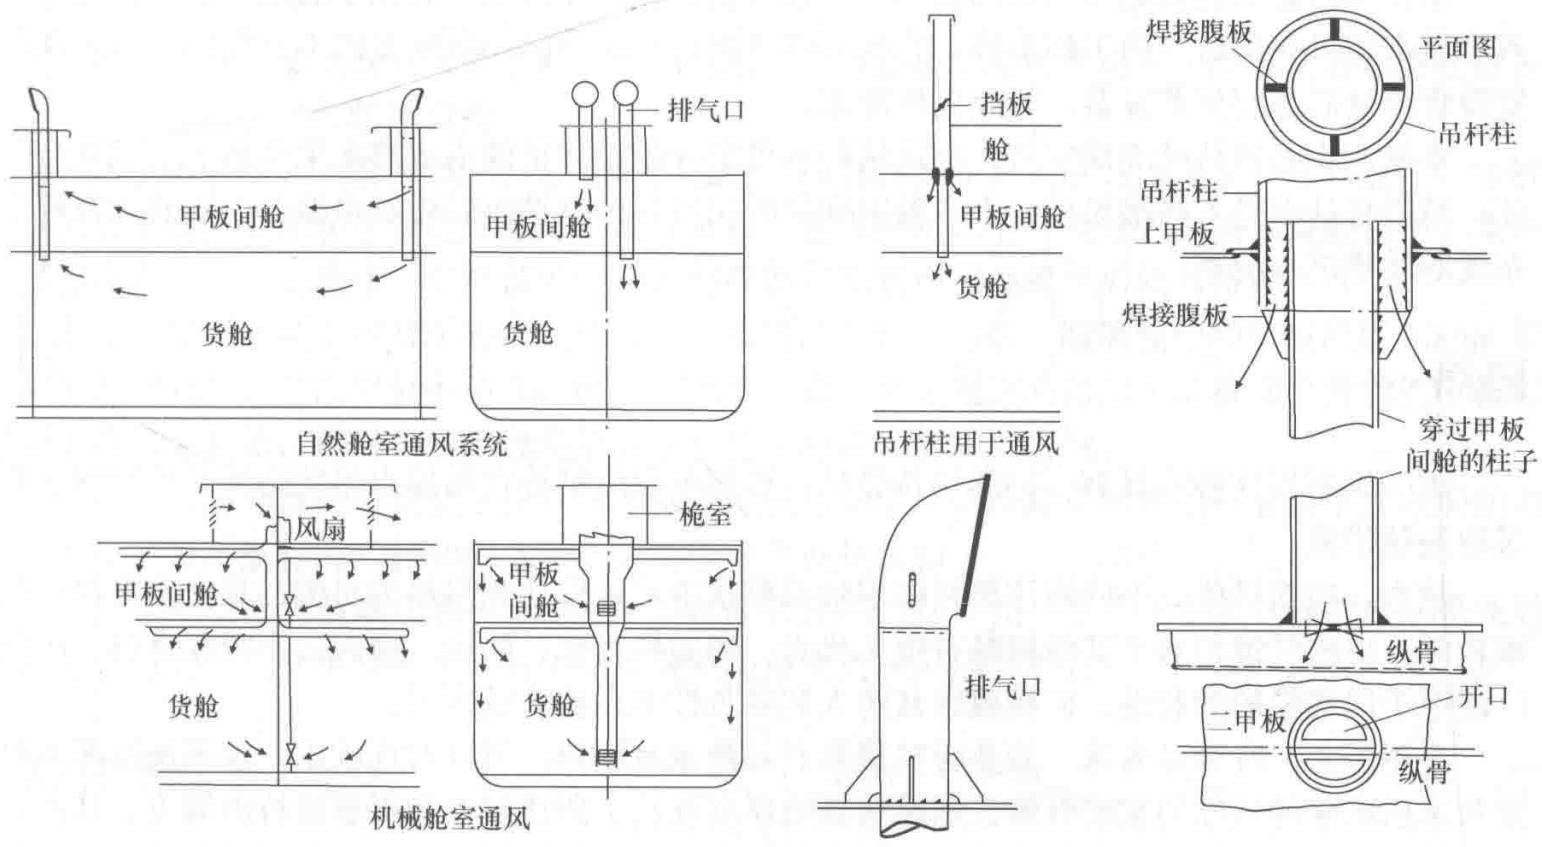 排气口
甲板间舱
甲板间舱
货舱
货舱
自然舱室通风系统
挡板
舱
甲板间舱
货舱
吊杆柱用于通风
焊接腹板
平面图
吊杆柱
吊杆柱
上甲板
焊接腹板
穿过甲板
间舱的柱子
风扇
甲板间舱
货舱
桅室
甲板
间舱
货舱
机械舱室通风
排气口
纵骨
开口
二甲板
纵骨